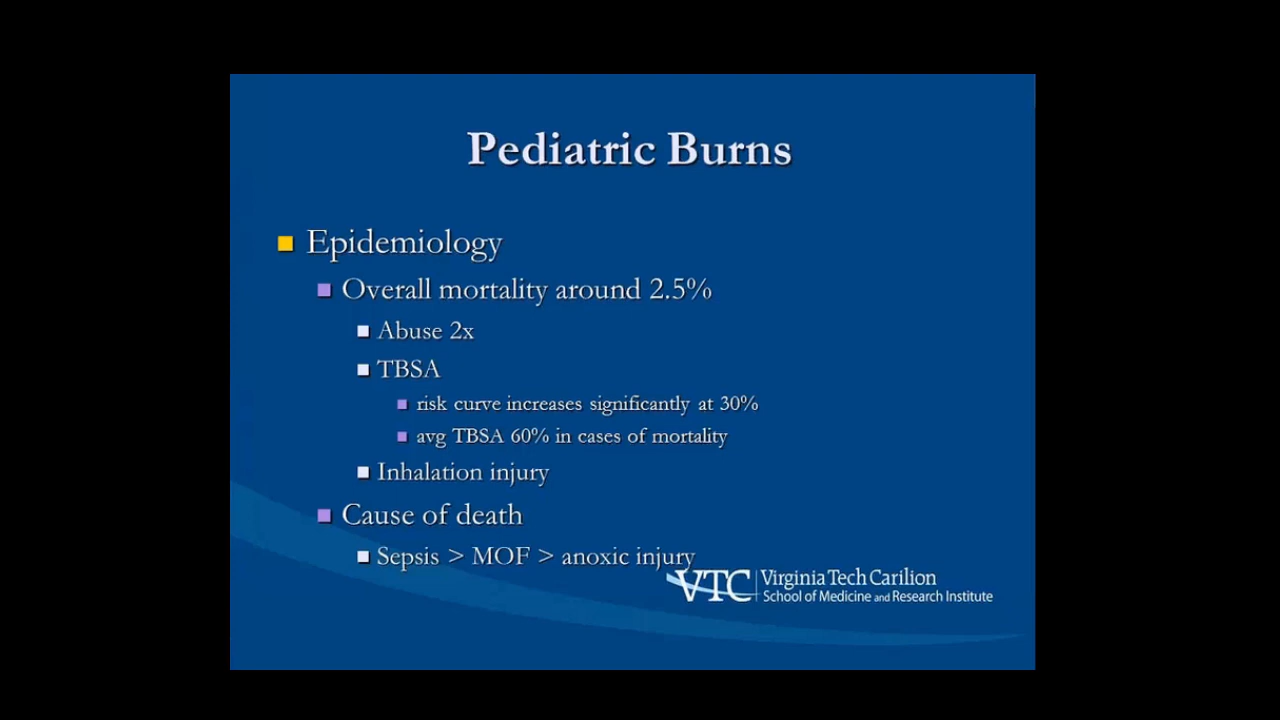 Pediatric Burns
Epidemiology
Overall mortality around 2.5%
Abuse 2x
TBSA
risk curve increases significantly at 30%
avg TBSA 60% in cases of mortality
Inhalation injury
Cause of death
Sepsis > MOF > anoxic injury
VTC Virginia Tech Carilion
School of Medicine and Research Institute